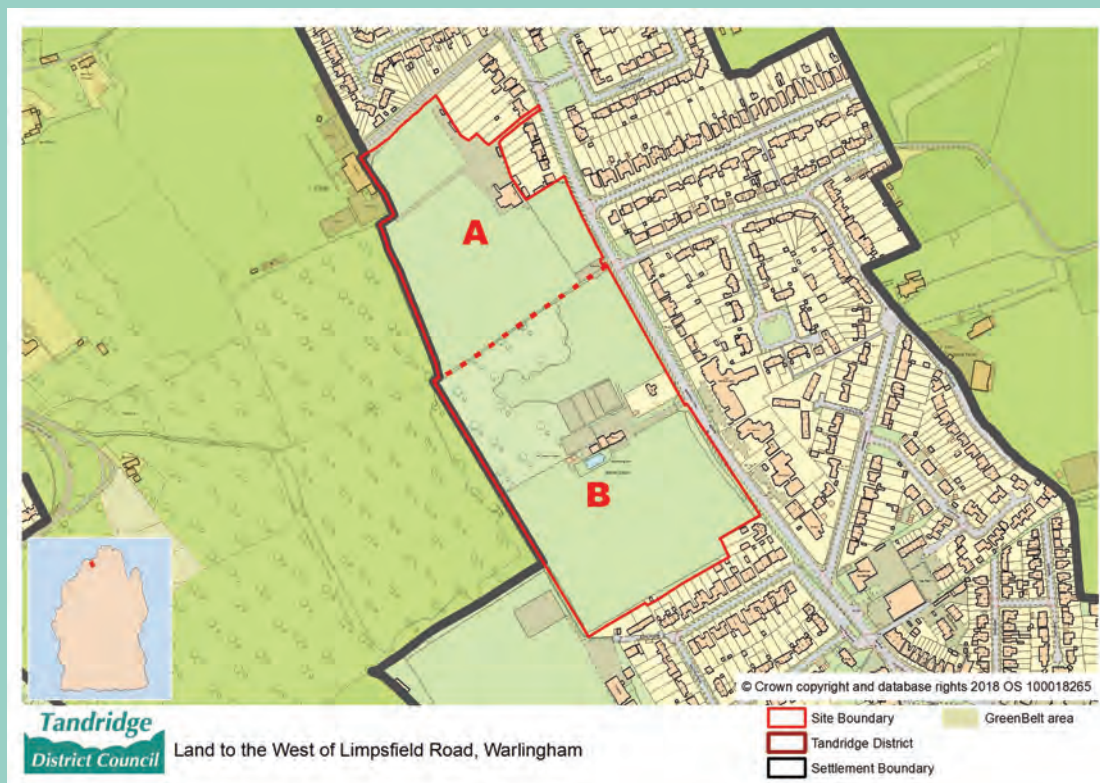 A
B
© Crown copyright and database rights 2018 OS 100018265
Tandridge
District Council
Land to the West of Limpsfield Road, Warlingham
Site Boundary
GreenBelt area
Tandridge District
Settlement Boundary